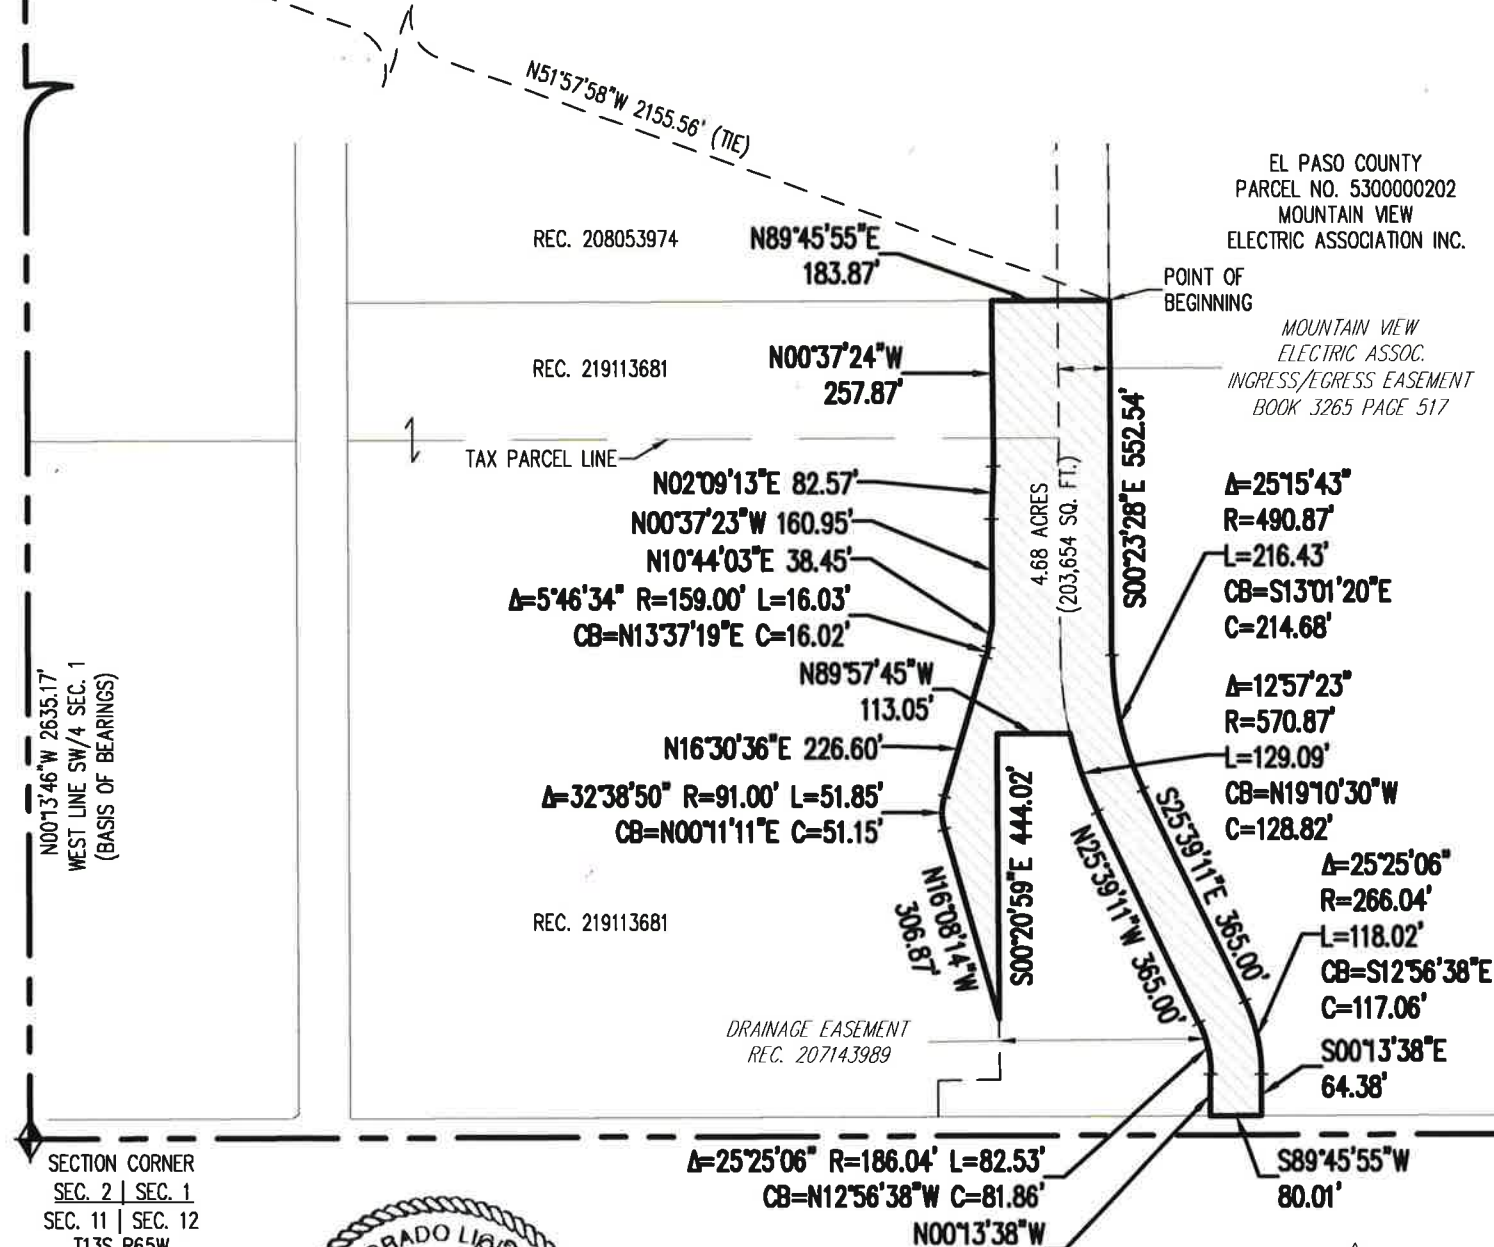 N51°57'58"W 2155.56' (TIE)
EL PASO COUNTY
PARCEL NO. 5300000202
MOUNTAIN VIEW
ELECTRIC ASSOCIATION INC.
REC. 208053974
N89°45'55"E
183.87'
POINT OF
BEGINNING
MOUNTAIN VIEW
ELECTRIC ASSOC.
INGRESS/EGRESS EASEMENT
BOOK 3265 PAGE 517
REC. 219113681
N00°37'24"W
257.87'
TAX PARCEL LINE
S00°23'28"E 552.54'
4.68 ACRES
(203,654 SQ. FT.)
N02°09'13"E 82.57'
N00°37'23"W 160.95'
N10°44'03"E 38.45'
Δ=5°46'34" R=159.00' L=16.03'
CB=N13°37'19"E C=16.02'
N89°57'45"W
113.05'
Δ=25°15'43"
R=490.87'
L=216.43'
CB=S13°01'20"E
C=214.68'
Δ=12°57'23"
R=570.87'
L=129.09'
CB=N19°10'30"W
C=128.82'
N00°13'46"W 2635.17'
WEST LINE SW/4 SEC. 1
(BASIS OF BEARINGS)
N16°30'36"E 226.60'
Δ=32°38'50" R=91.00' L=51.85'
CB=N00°11'11"E C=51.15'
S00°20'59"E 444.02'
S25°39'11"E 365.00'
N25°39'11"W 365.00'
N16°08'14"W
306.87'
REC. 219113681
Δ=25°25'06"
R=266.04'
L=118.02'
CB=S12°56'38"E
C=117.06'
DRAINAGE EASEMENT
REC. 207143989
S00°13'38"E
64.38'
SECTION CORNER
SEC. 2 | SEC. 1
SEC. 11 | SEC. 12
T13S R65W
Δ=25°25'06" R=186.04' L=82.53'
CB=N12°56'38"W C=81.86'
N00°13'38"W
S89°45'55"W
80.01'